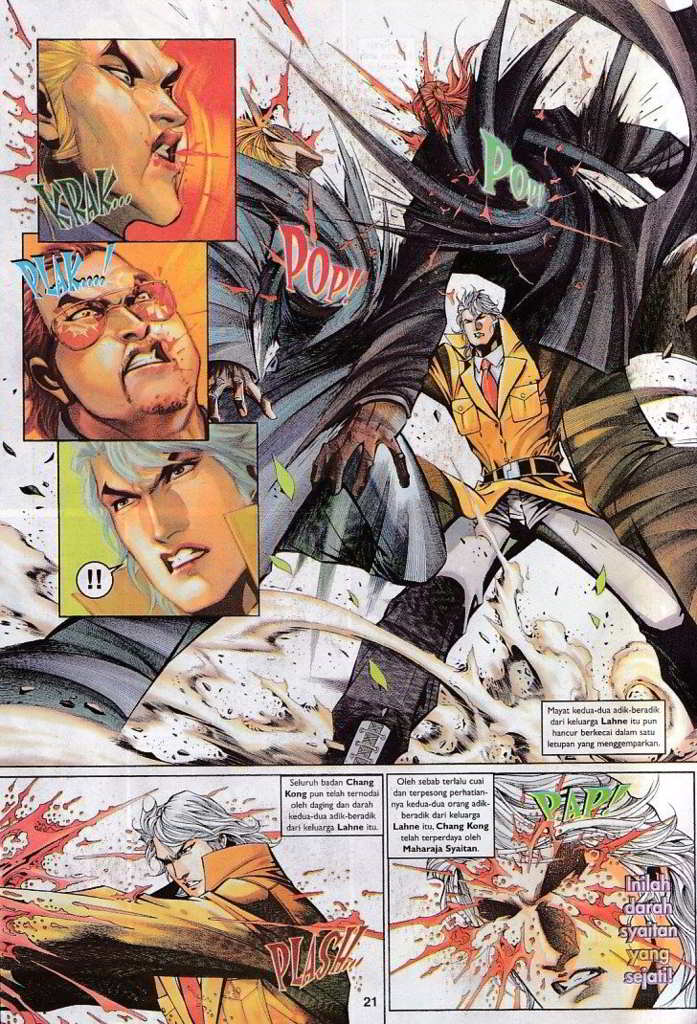 KRAK...
PLAK...!
POP!
POP!
!!
Mayat kedua-dua adik-beradik
dari keluarga Lahne itu pun
hancur berkecai dalam satu
letupan yang menggemparkan.
Seluruh badan Chang
Kong pun telah ternodai
oleh daging dan darah
kedua-dua adik-beradik
dari keluarga Lahne itu.
PLASH!!
Oleh sebab terlalu cuai
dan terpesong perhatian-
nya kedua-dua orang adik-
beradik dari keluarga
Lahne itu, Chang Kong
telah terperdaya oleh
Maharaja Syaitan.
PAP!
Inilah
darah
syaitan
yang
sejati!
21